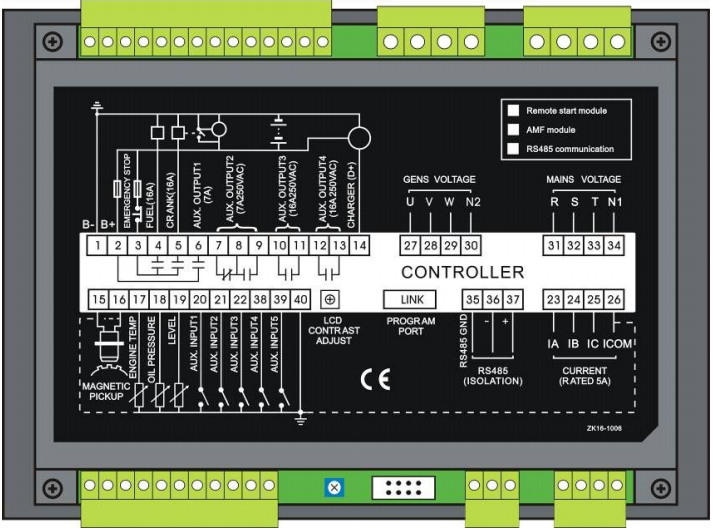 Remote start module
AMF module
RS485 communication
EMERGENCY STOP
FUEL(16A)
CRANK(16A)
AUX. OUTPUT1
(7A)
AUX. OUTPUT2
(7A250VAC)
AUX. OUTPUT3
(16A250VAC)
AUX. OUTPUT4
(16A 250VAC)
CHARGER (D+)
GENS VOLTAGE
U V W N2
MAINS VOLTAGE
R S T N1
B- B+
1 2 3 4 5 6 7 8 9 10 11 12 13 14
27 28 29 30
31 32 33 34
CONTROLLER
15 16 17 18 19 20 21 22 38 39 40
LINK
35 36 37
23 24 25 26
MAGNETIC
PICKUP
ENGINE TEMP
OIL PRESSURE
LEVEL
AUX. INPUT1
AUX. INPUT2
AUX. INPUT3
AUX. INPUT4
AUX. INPUT5
LCD
CONTRAST
ADJUST
PROGRAM
PORT
RS485 GND
- +
RS485
(ISOLATION)
IA IB IC ICOM
CURRENT
(RATED 5A)
CE
ZK16-1006